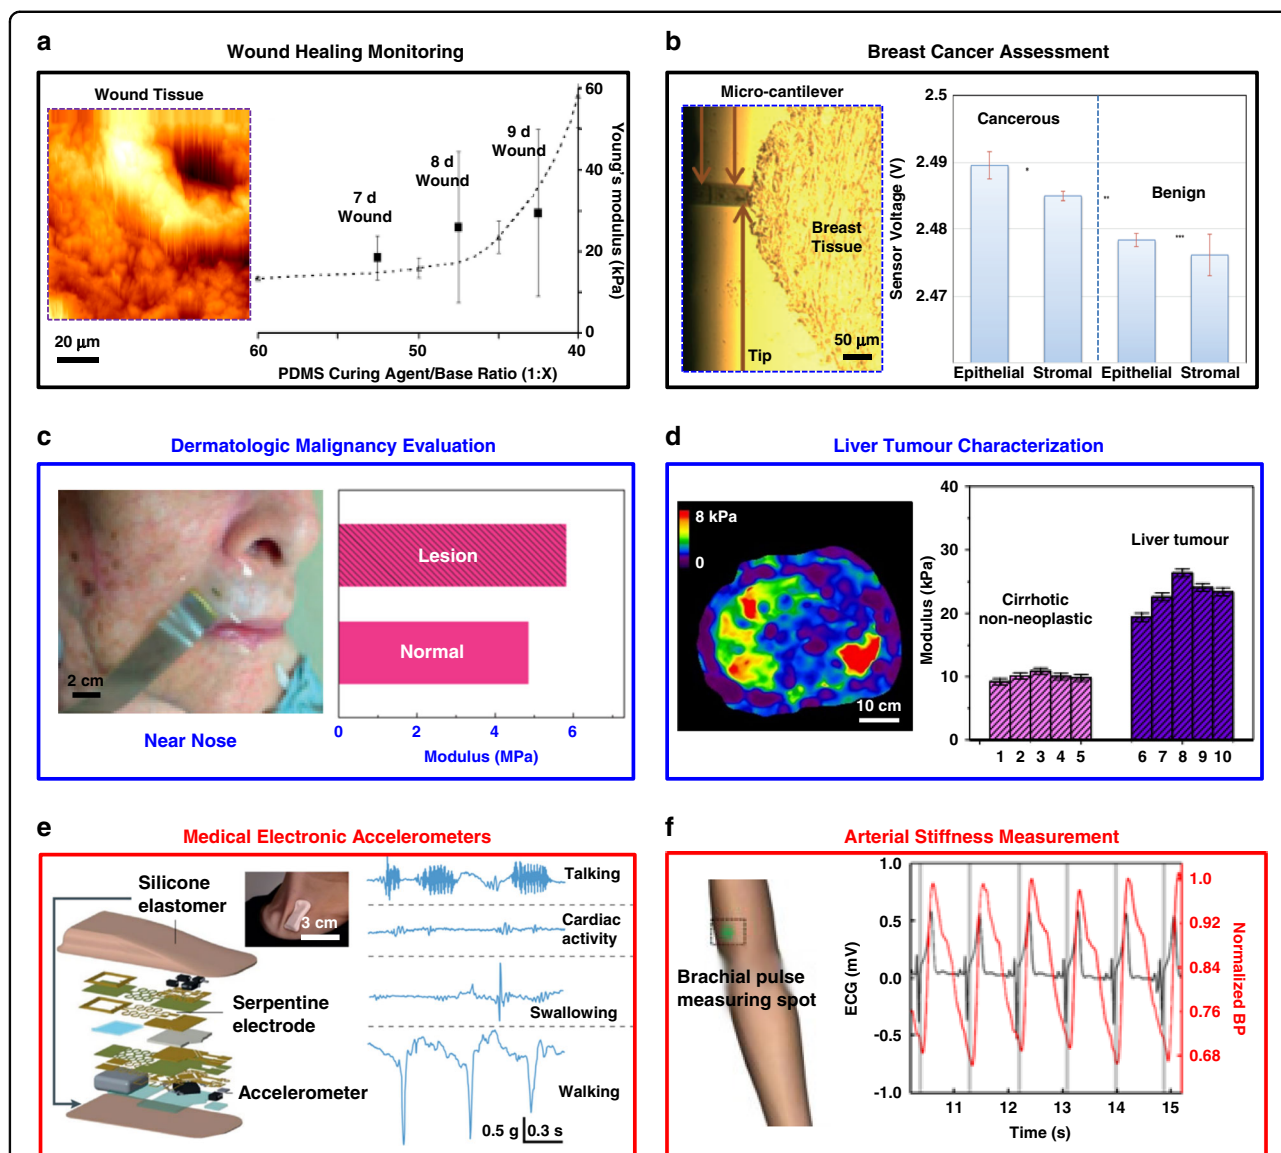 a
Wound Healing Monitoring
Wound Tissue
20 μm
7 d
Wound
8 d
Wound
9 d
Wound
60
40
20
0
Young's modulus (kPa)
60
50
40
PDMS Curing Agent/Base Ratio (1:X)
b
Breast Cancer Assessment
Micro-cantilever
Breast
Tissue
Tip
50 μm
2.5
2.49
2.48
2.47
Sensor Voltage (V)
Cancerous
Benign
*
**
***
Epithelial Stromal Epithelial Stromal
c
Dermatologic Malignancy Evaluation
2 cm
Near Nose
Lesion
Normal
0 2 4 6
Modulus (MPa)
d
Liver Tumour Characterization
8 kPa
0
10 cm
40
30
20
10
0
Modulus (kPa)
Cirrhotic
non-neoplastic
Liver tumour
1 2 3 4 5 6 7 8 9 10
e
Medical Electronic Accelerometers
Silicone
elastomer
3 cm
Serpentine
electrode
Accelerometer
Talking
Cardiac
activity
Swallowing
Walking
0.5 g 0.3 s
f
Arterial Stiffness Measurement
Brachial pulse
measuring spot
1.0
0.5
0.0
-0.5
-1.0
ECG (mV)
1.0
0.92
0.84
0.76
0.68
Normalized BP
11 12 13 14 15
Time (s)